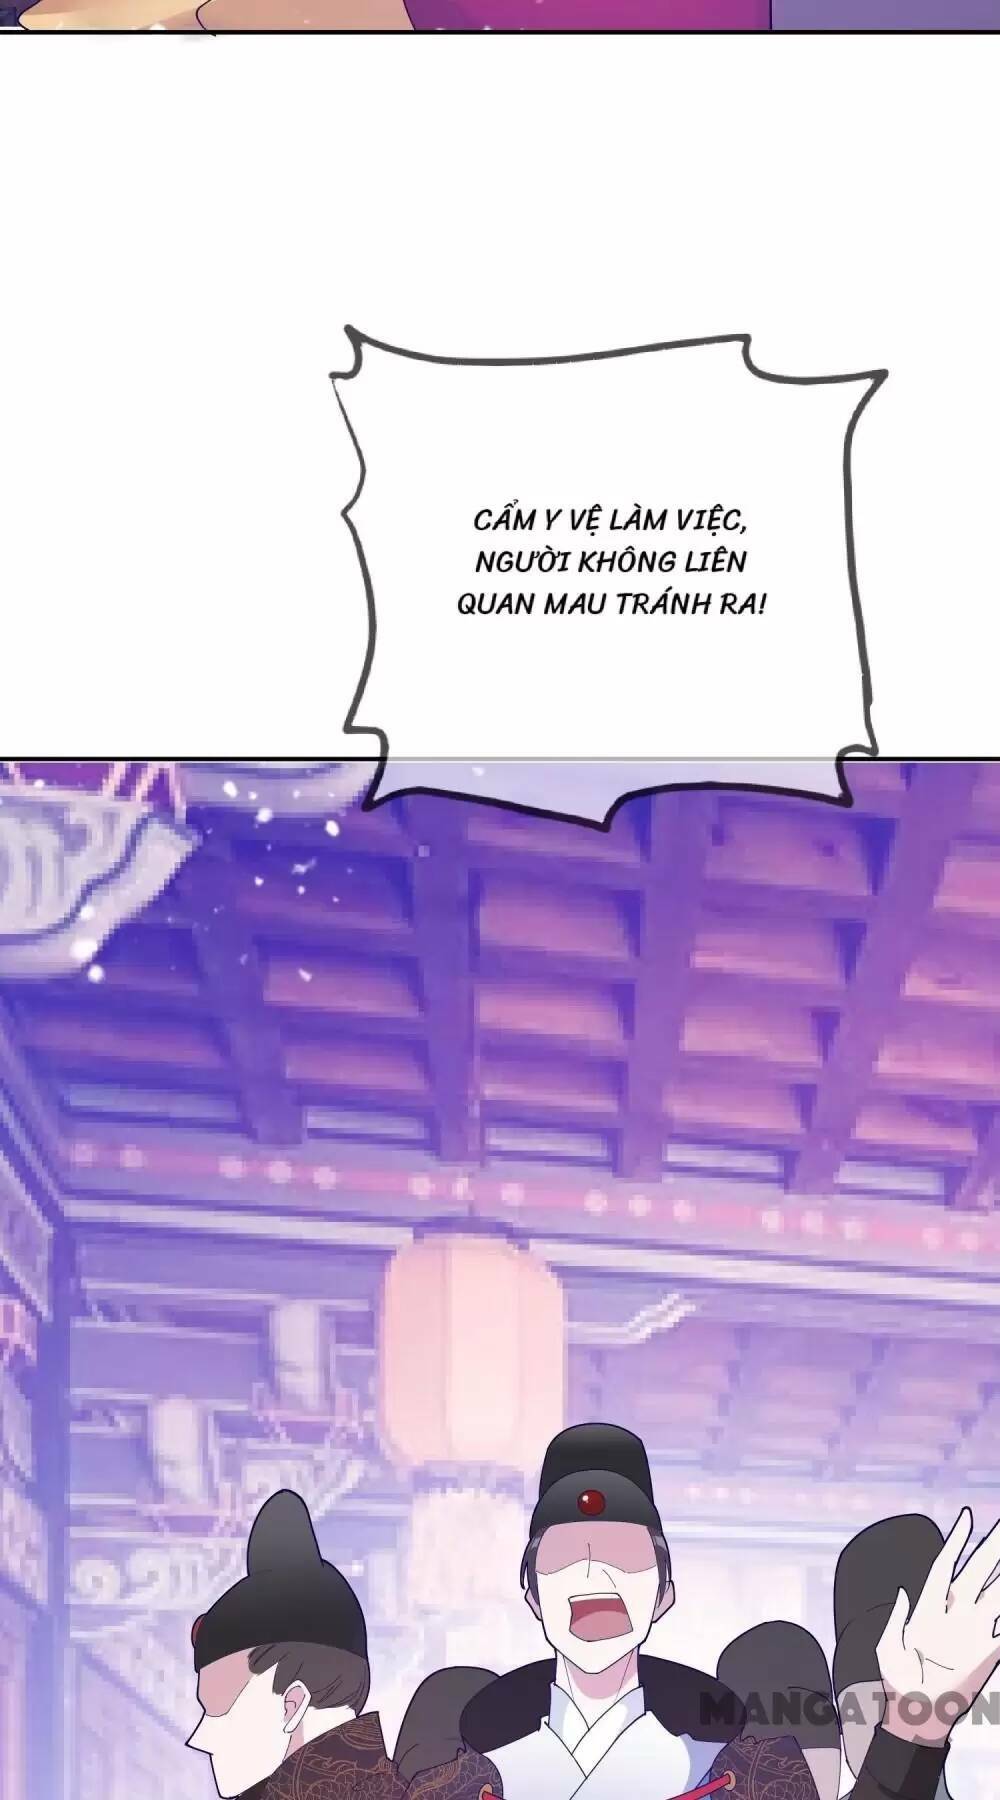 CẨM Y VỆ LÀM VIỆC,
NGƯỜI KHÔNG LIÊN
QUAN MAU TRÁNH RA!
MANGATOON